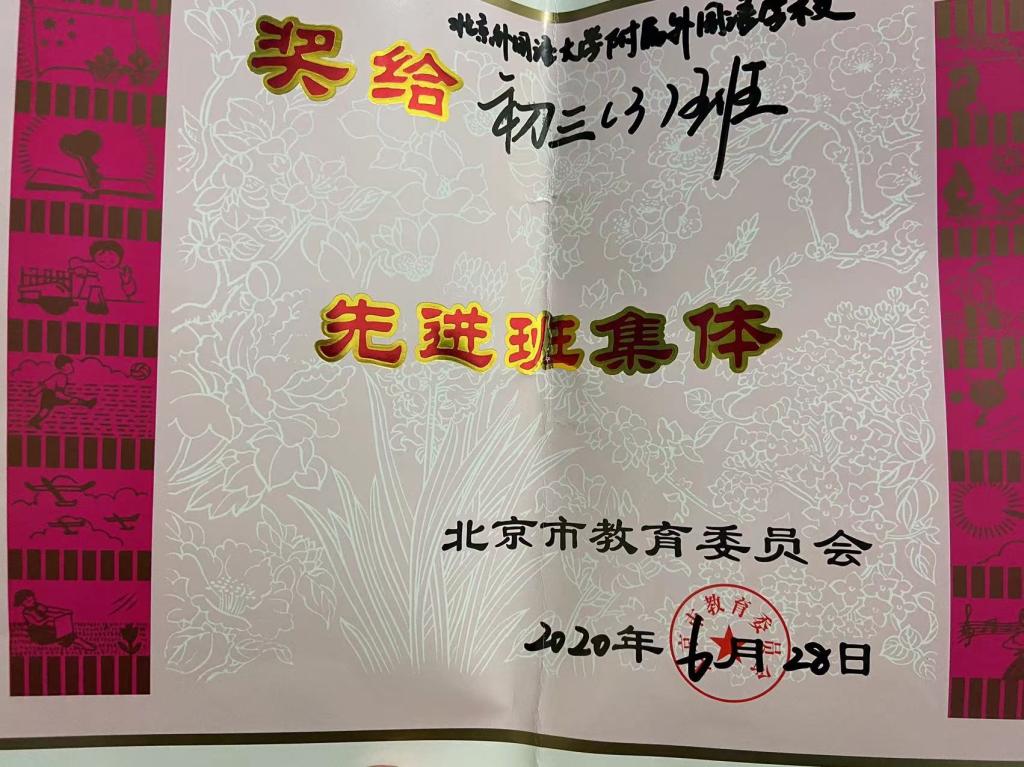 奖给
北京外国语大学附属外国语学校
初三(3)班
先进班集体
北京市教育委员会
2020年6月28日